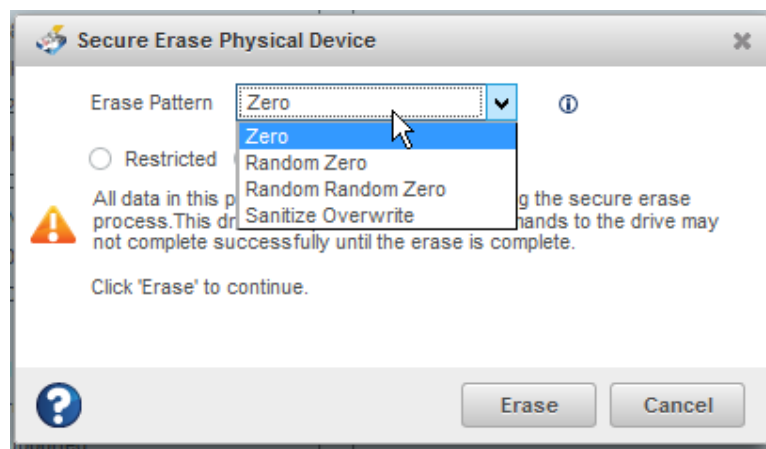 Secure Erase Physical Device
Erase Pattern Zero
Zero
Restricted
Random Zero
Random Random Zero
Sanitize Overwrite
All data in this p g the secure erase
process.This dr hands to the drive may
not complete successfully until the erase is complete.
Click 'Erase' to continue.
Erase Cancel